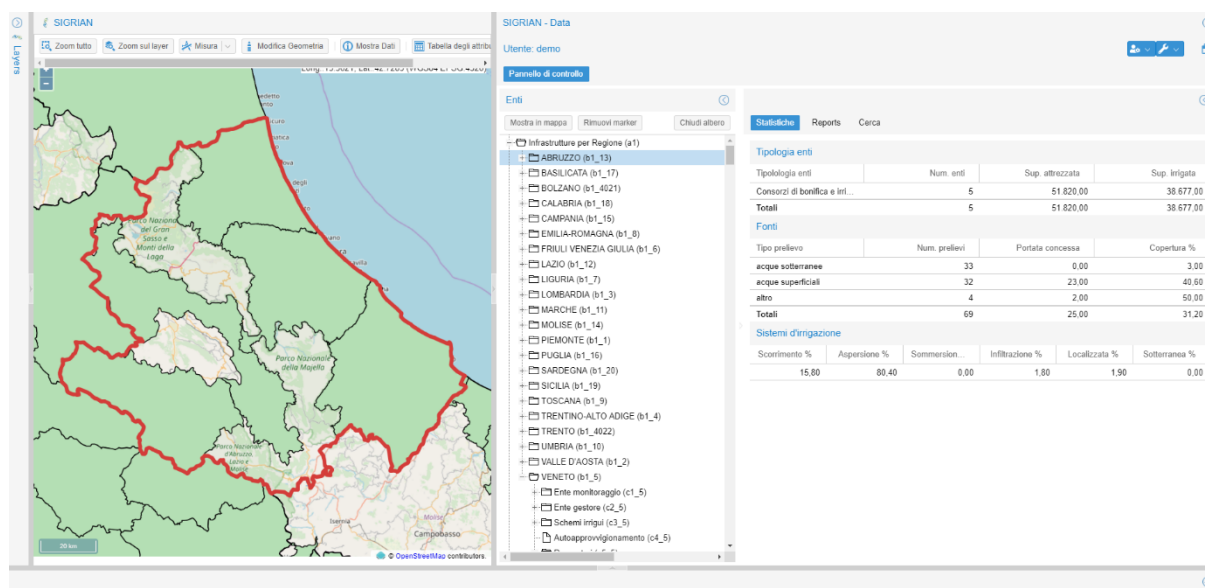 SIGRIAN
Zoom tutto Zoom sul layer Misura Modifica Geometria Mostra Dati Tabella degli attribu
Layers
Parco Nazionale
del Gran
Sasso e
Monti della
Laga
Parco Nazionale
della Majella
Parco Nazionale
d'Abruzzo,
Lazio e
Molise
Isernia
Molise
Campobasso
20 km
© OpenStreetMap contributors.
SIGRIAN - Data
Utente: demo
Pannello di controllo
Enti
Mostra in mappa Rimuovi marker Chiudi albero
Infrastrutture per Regione (a1)
ABRUZZO (b1_13)
BASILICATA (b1_17)
BOLZANO (b1_4021)
CALABRIA (b1_18)
CAMPANIA (b1_15)
EMILIA-ROMAGNA (b1_8)
FRIULI VENEZIA GIULIA (b1_6)
LAZIO (b1_12)
LIGURIA (b1_7)
LOMBARDIA (b1_3)
MARCHE (b1_11)
MOLISE (b1_14)
PIEMONTE (b1_1)
PUGLIA (b1_16)
SARDEGNA (b1_20)
SICILIA (b1_19)
TOSCANA (b1_9)
TRENTINO-ALTO ADIGE (b1_4)
TRENTO (b1_4022)
UMBRIA (b1_10)
VALLE D'AOSTA (b1_2)
VENETO (b1_5)
Ente monitoraggio (c1_5)
Ente gestore (c2_5)
Schemi irrigui (c3_5)
Autoapprovvigionamento (c4_5)
Statistiche Reports Cerca
Tipologia enti
Tipolologia enti Num. enti Sup. attrezzata Sup. irrigata
Consorzi di bonifica e irri... 5 51.820,00 38.677,00
Totali 5 51.820,00 38.677,00
Fonti
Tipo prelievo Num. prelievi Portata concessa Copertura %
acque sotterranee 33 0,00 3,00
acque superficiali 32 23,00 40,60
altro 4 2,00 50,00
Totali 69 25,00 31,20
Sistemi d'irrigazione
Scorrimento % Aspersione % Sommersion... Infiltrazione % Localizzata % Sotterranea %
15,80 80,40 0,00 1,80 1,90 0,00